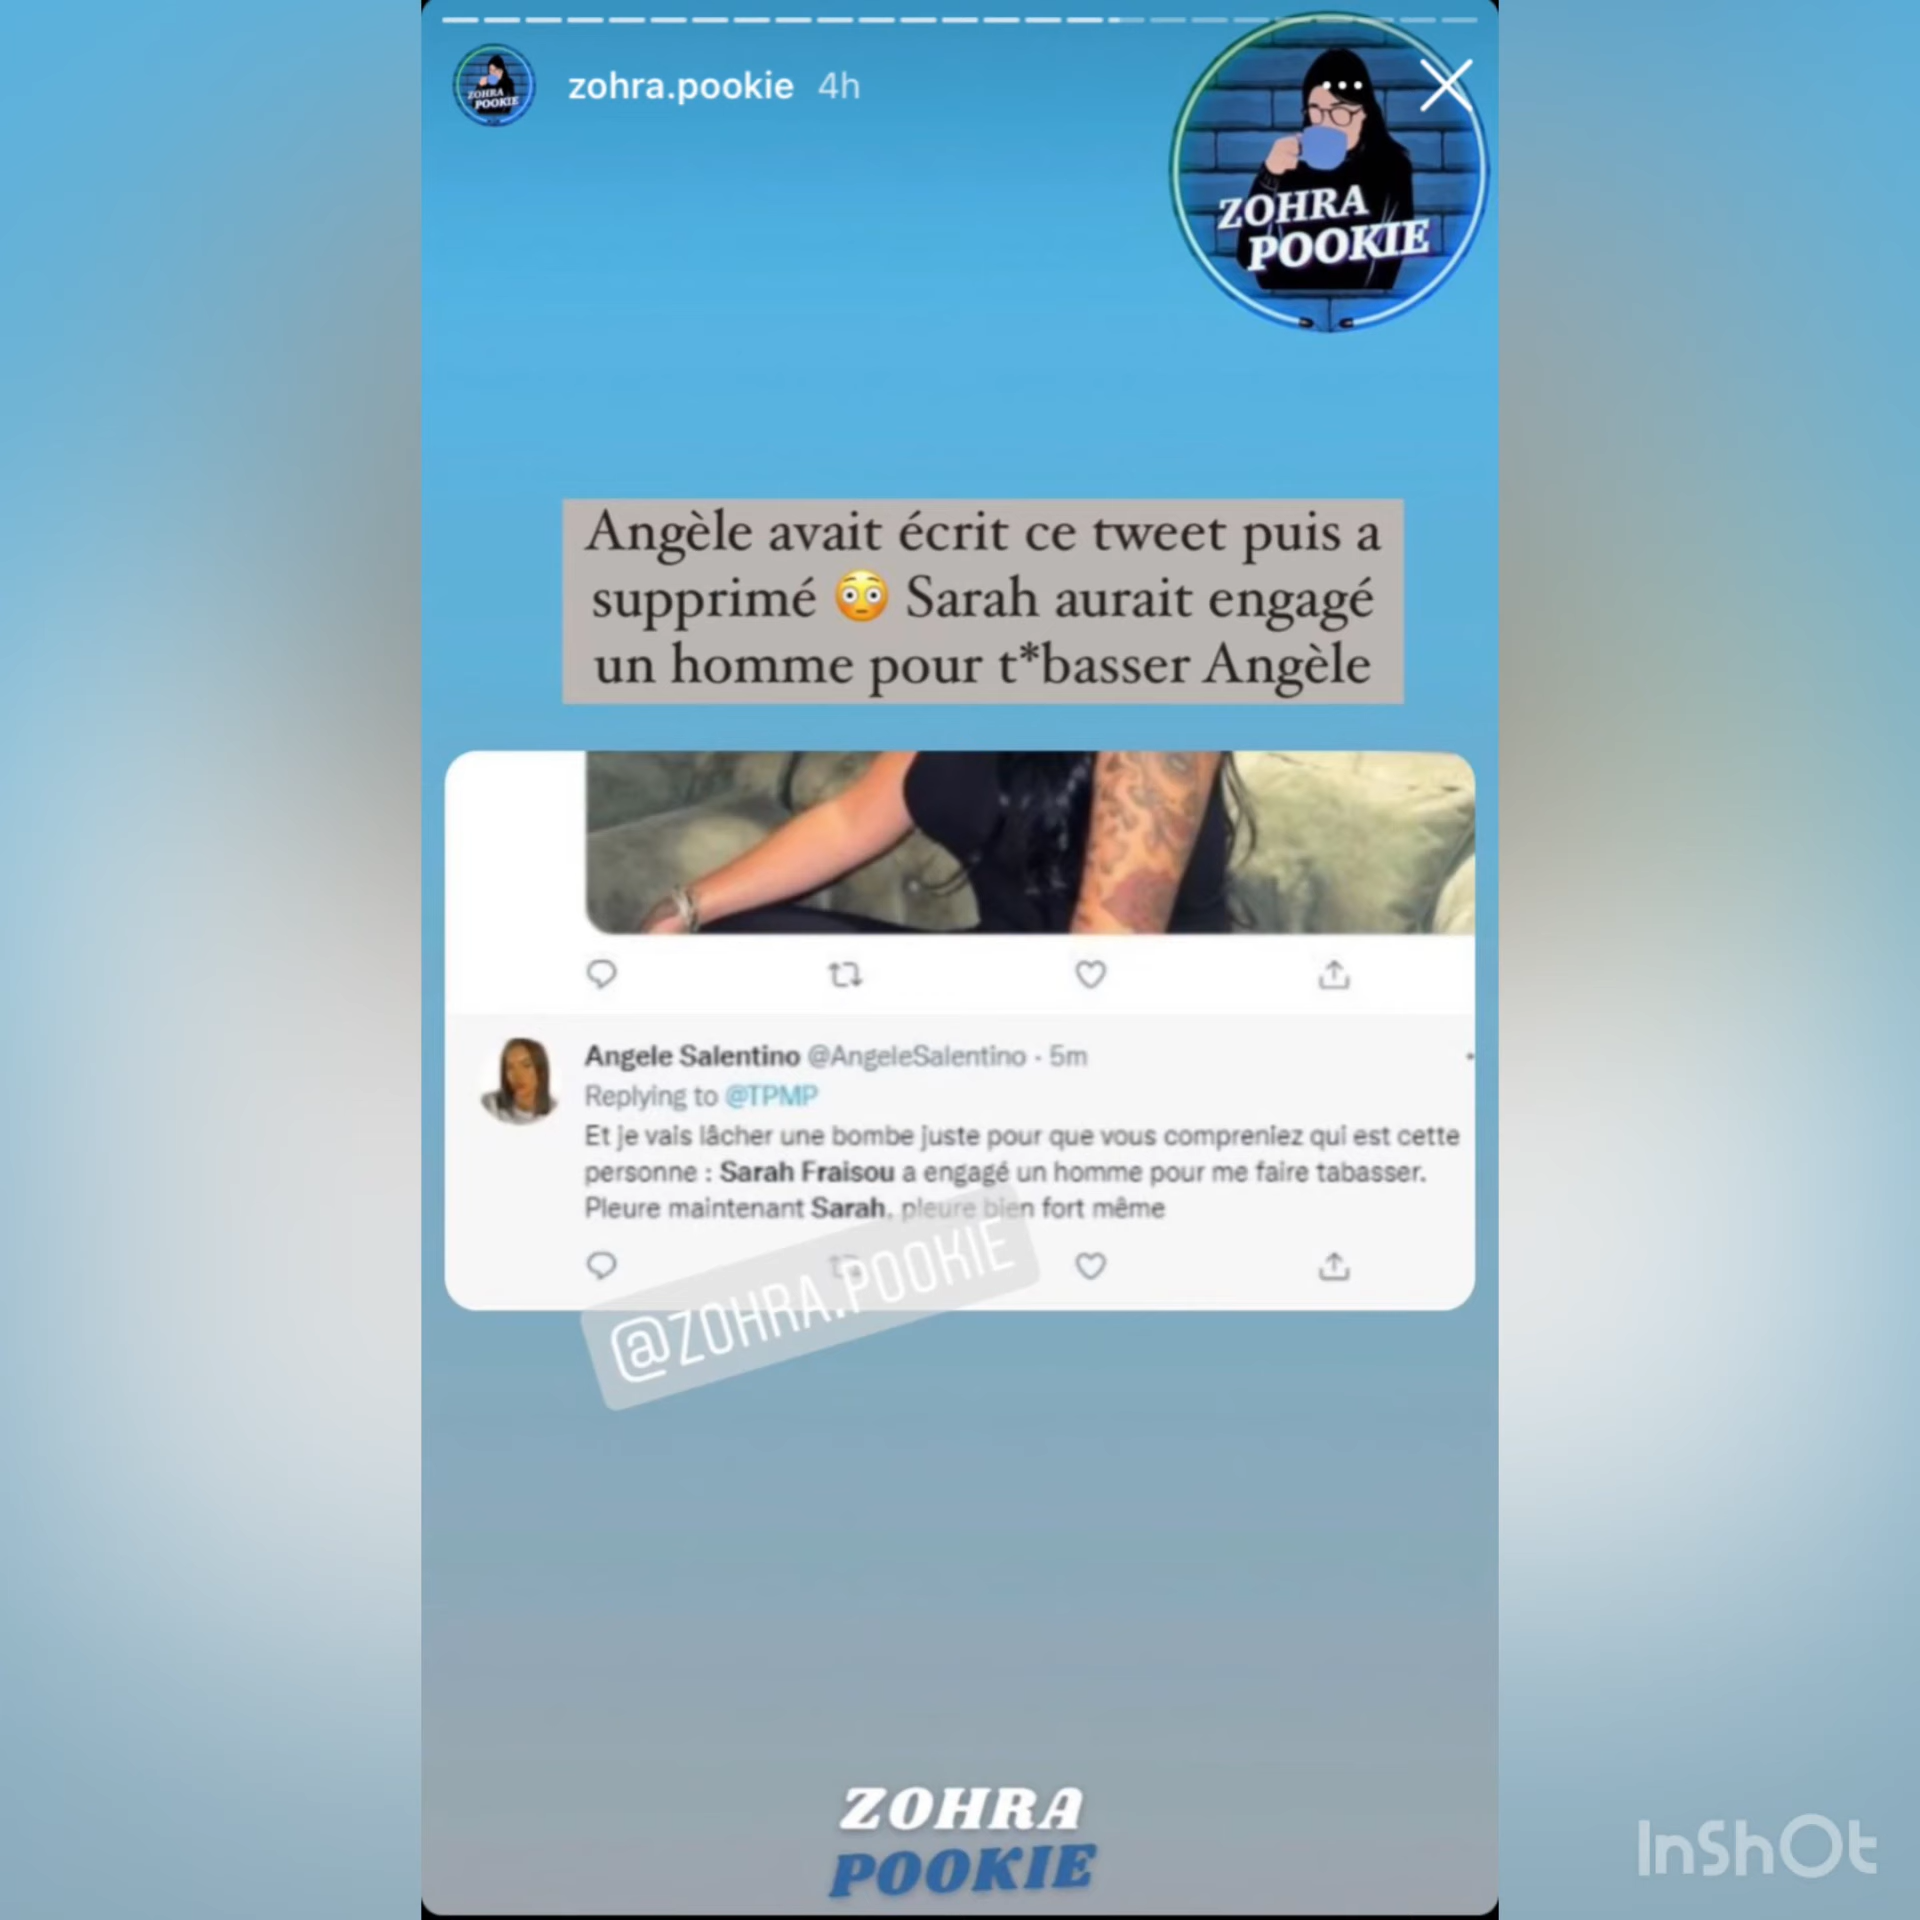 zohra.pookie 4h
ZOHRA
POOKIE
ZOHRA
POOKIE
Angèle avait écrit ce tweet puis a
supprimé 😳 Sarah aurait engagé
un homme pour t*basser Angèle
Angele Salentino @AngeleSalentino · 5m
Replying to @TPMP
Et je vais lâcher une bombe juste pour que vous compreniez qui est cette
personne : Sarah Fraisou a engagé un homme pour me faire tabasser.
Pleure maintenant Sarah, pleure bien fort même
@ZOHRA.POOKIE
ZOHRA
POOKIE
InShOt